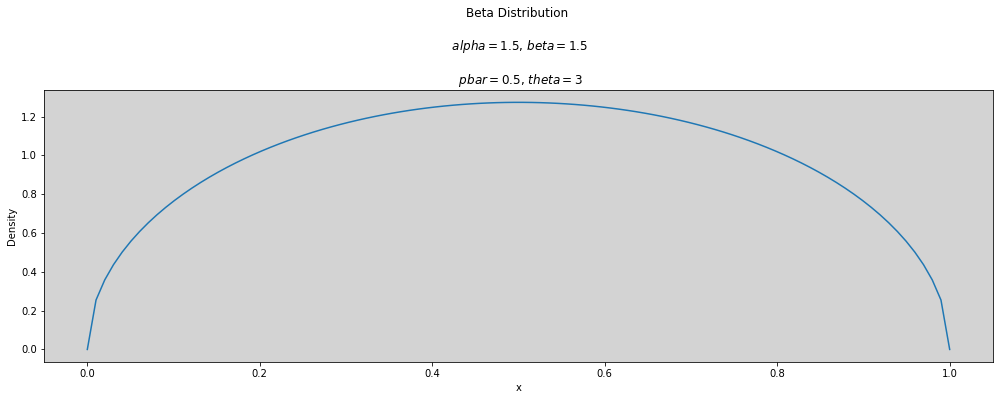 Beta Distribution
alpha = 1.5, beta = 1.5
pbar = 0.5, theta = 3
1.2
1.0
0.8
0.6
0.4
0.2
0.0
Density
0.0 0.2 0.4 0.6 0.8 1.0
x